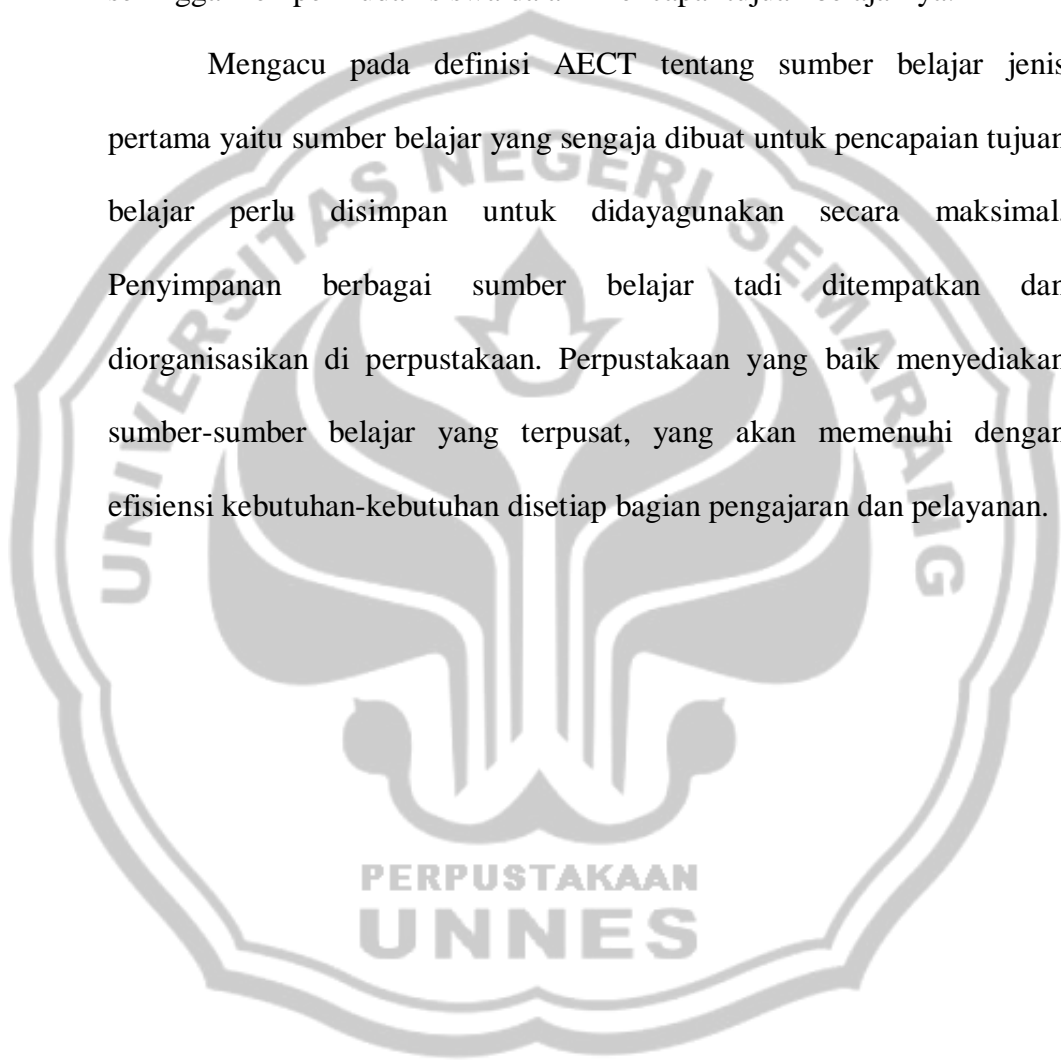 Mengacu pada definisi AECT tentang sumber belajar jenis
pertama yaitu sumber belajar yang sengaja dibuat untuk pencapaian tujuan
belajar perlu disimpan untuk didayagunakan secara maksimal.
Penyimpanan berbagai sumber belajar tadi ditempatkan dan
diorganisasikan di perpustakaan. Perpustakaan yang baik menyediakan
sumber-sumber belajar yang terpusat, yang akan memenuhi dengan
efisiensi kebutuhan-kebutuhan disetiap bagian pengajaran dan pelayanan.
UNIVERSITAS NEGERI SEMARANG
PERPUSTAKAAN
UNNES